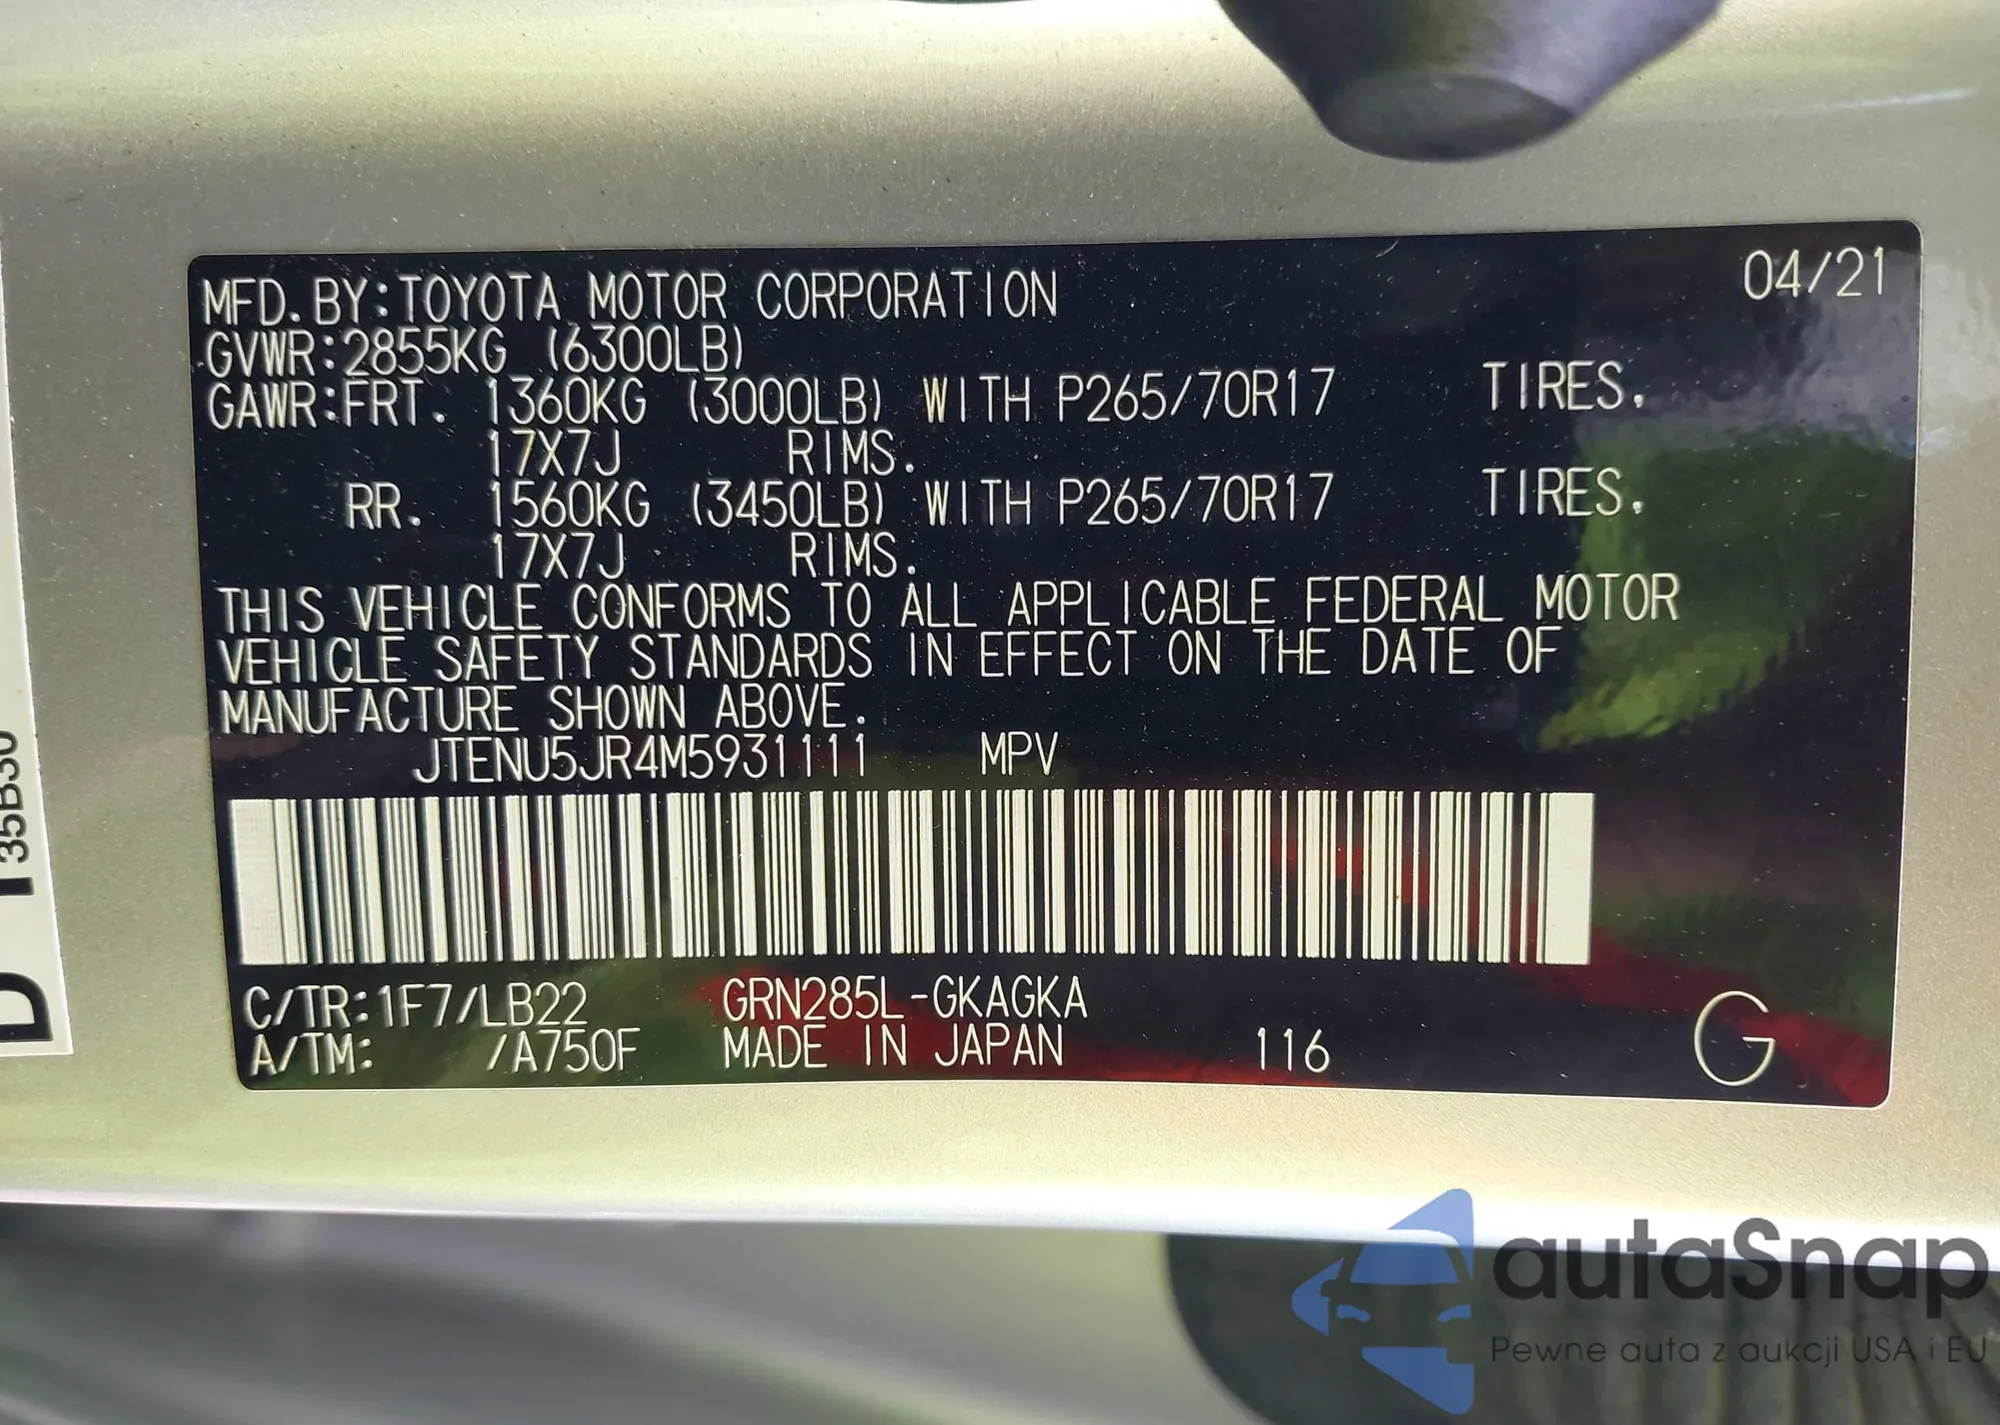 04/21
MFD. BY:TOYOTA MOTOR CORPORATION
GVWR:2855KG (6300LB)
GAWR:FRT. 1360KG (3000LB) WITH P265/70R17 TIRES.
17X7J RIMS.
RR. 1560KG (3450LB) WITH P265/70R17 TIRES.
17X7J RIMS.
THIS VEHICLE CONFORMS TO ALL APPLICABLE FEDERAL MOTOR
VEHICLE SAFETY STANDARDS IN EFFECT ON THE DATE OF
MANUFACTURE SHOWN ABOVE.
JTENU5JR4M5931111 MPV
C/TR:1F7/LB22 GRN285L-GKAGKA
A/TM: /A750F MADE IN JAPAN 116 G
35B30
autaSnap
Pewne auta z aukcji USA i EU